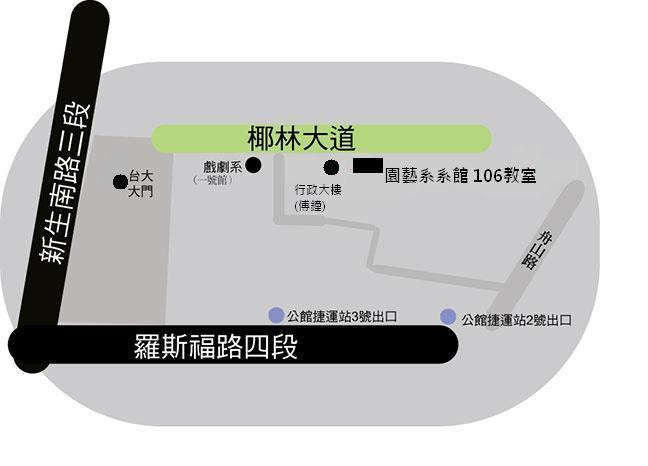 新生南路三段
椰林大道
台大
大門
戲劇系
(一號館)
行政大樓
(傅鐘)
園藝系系館 106教室
舟山路
公館捷運站3號出口
公館捷運站2號出口
羅斯福路四段